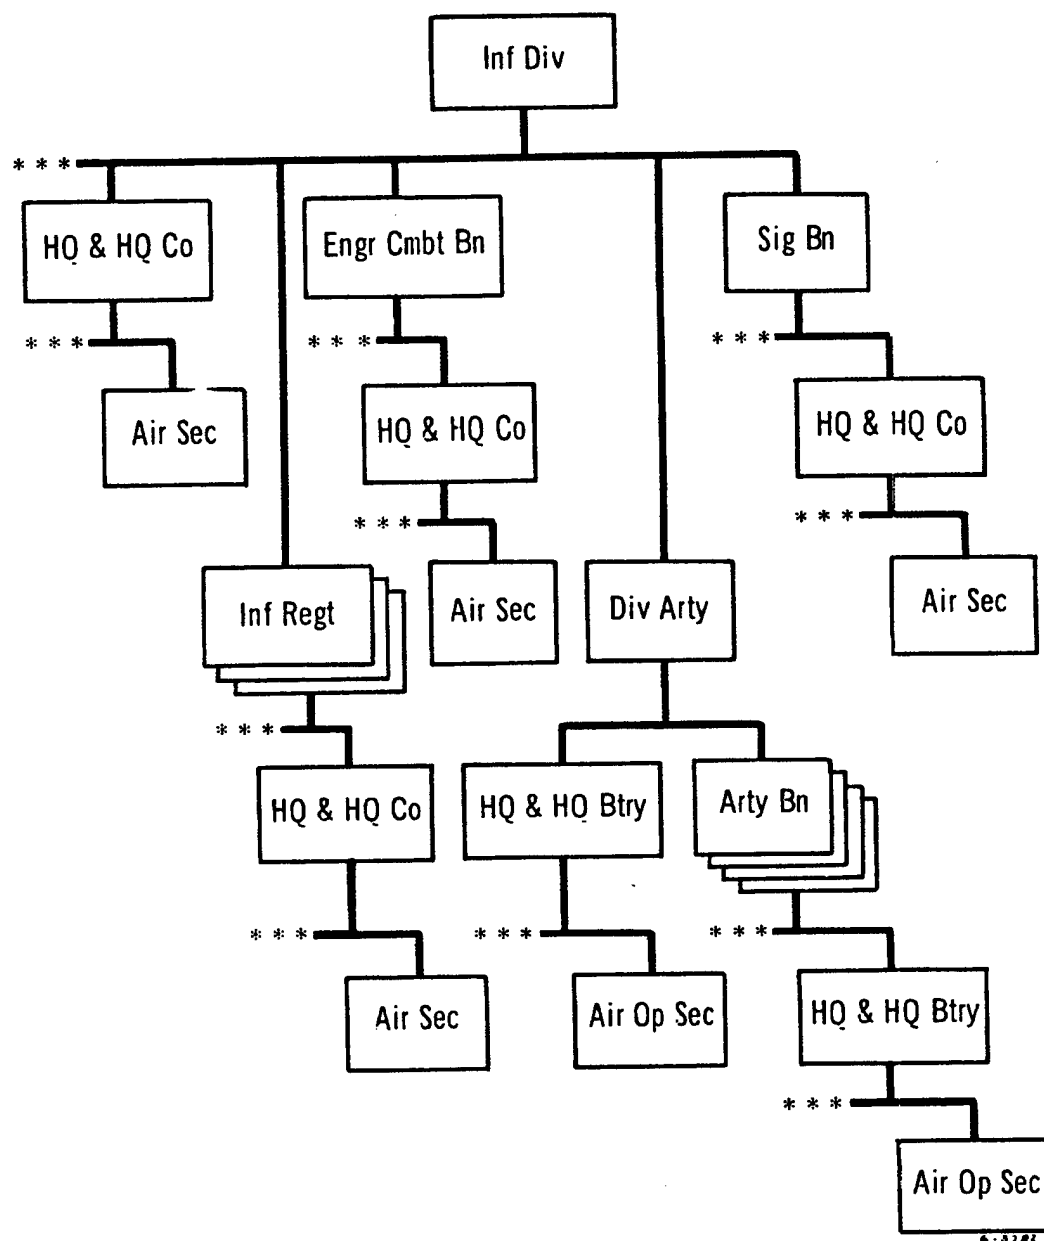 Inf Div
* * *
HQ & HQ Co
Engr Cmbt Bn
Sig Bn
* * *
* * *
* * *
Air Sec
HQ & HQ Co
HQ & HQ Co
* * *
* * *
Inf Regt
Air Sec
Div Arty
Air Sec
* * *
HQ & HQ Co
HQ & HQ Btry
Arty Bn
* * *
* * *
* * *
Air Sec
Air Op Sec
HQ & HQ Btry
* * *
Air Op Sec